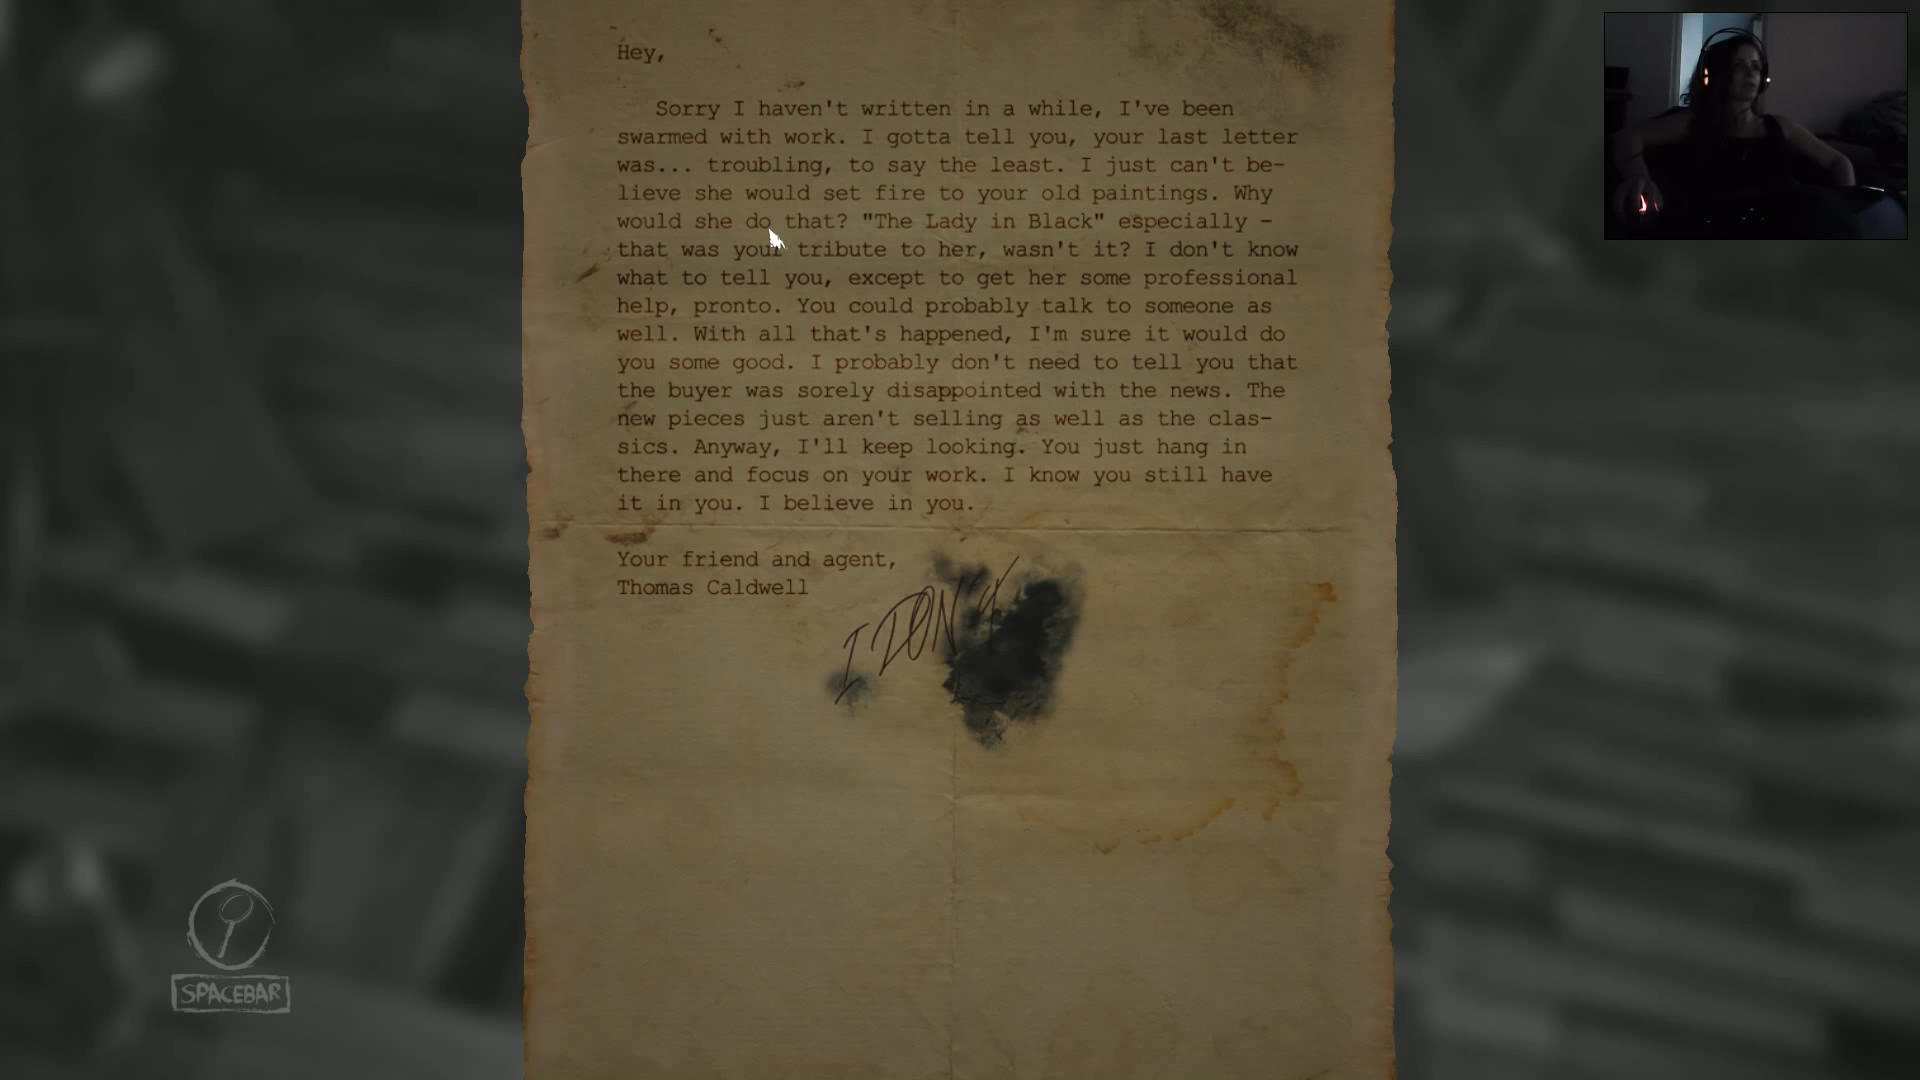 Hey,
Sorry I haven't written in a while, I've been
swarmed with work. I gotta tell you, your last letter
was... troubling, to say the least. I just can't be-
lieve she would set fire to your old paintings. Why
would she do that? "The Lady in Black" especially -
that was your tribute to her, wasn't it? I don't know
what to tell you, except to get her some professional
help, pronto. You could probably talk to someone as
well. With all that's happened, I'm sure it would do
you some good. I probably don't need to tell you that
the buyer was sorely disappointed with the news. The
new pieces just aren't selling as well as the clas-
sics. Anyway, I'll keep looking. You just hang in
there and focus on your work. I know you still have
it in you. I believe in you.
Your friend and agent,
Thomas Caldwell
I DON'T
SPACEBAR